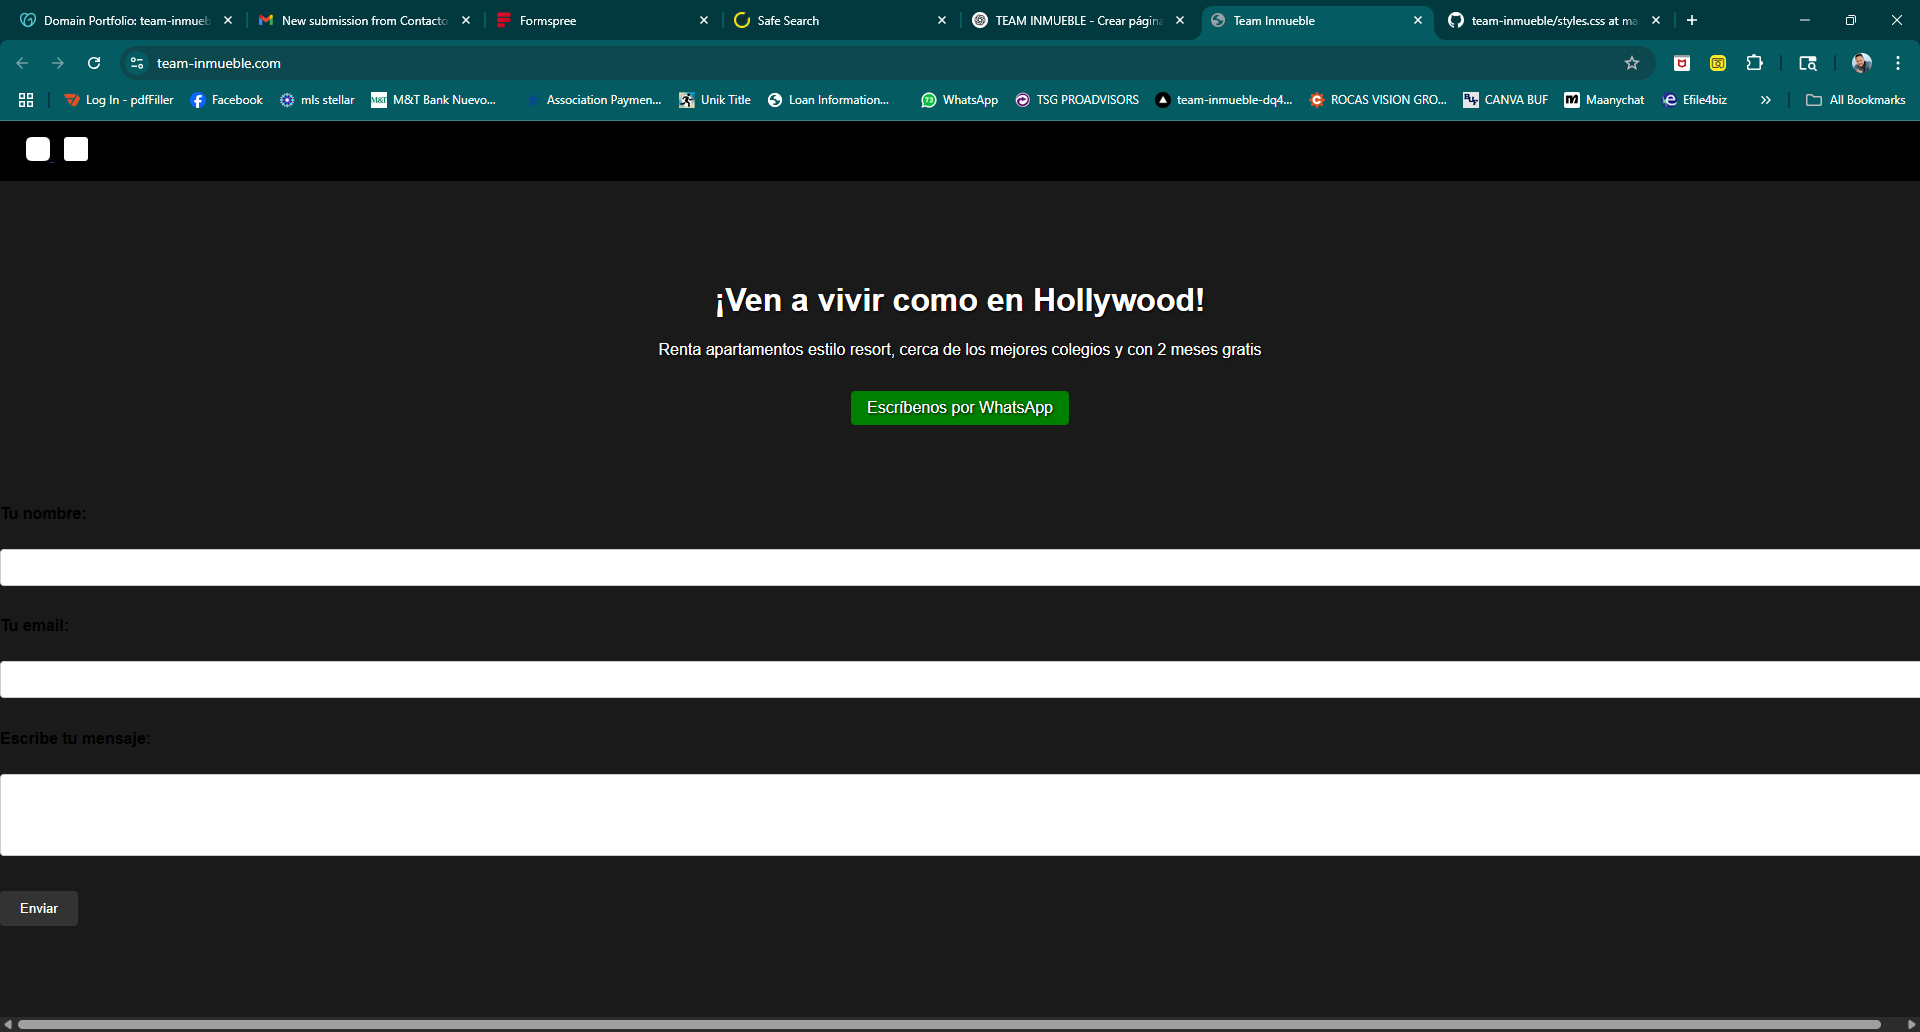 Domain Portfolio: team-inmueb
New submission from Contacto
Formspree
Safe Search
TEAM INMUEBLE - Crear página
Team Inmueble
team-inmueble/styles.css at ma
team-inmueble.com
Log In - pdfFiller
Facebook
mls stellar
M&T Bank Nuevo...
Association Paymen...
Unik Title
Loan Information...
WhatsApp
TSG PROADVISORS
team-inmueble-dq4...
ROCAS VISION GRO...
CANVA BUF
Maanychat
Efile4biz
All Bookmarks
¡Ven a vivir como en Hollywood!
Renta apartamentos estilo resort, cerca de los mejores colegios y con 2 meses gratis
Escríbenos por WhatsApp
Tu nombre:
Tu email:
Escribe tu mensaje:
Enviar